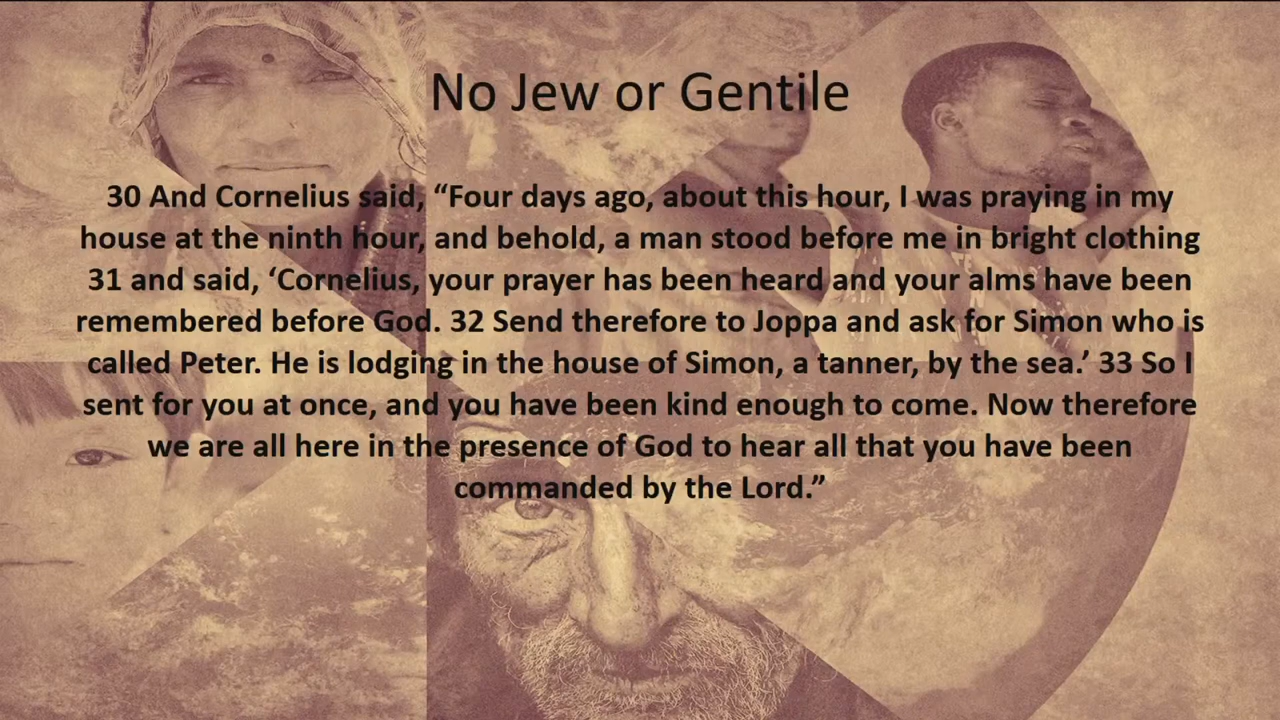 No Jew or Gentile
30 And Cornelius said, “Four days ago, about this hour, I was praying in my
house at the ninth hour, and behold, a man stood before me in bright clothing
31 and said, ‘Cornelius, your prayer has been heard and your alms have been
remembered before God. 32 Send therefore to Joppa and ask for Simon who is
called Peter. He is lodging in the house of Simon, a tanner, by the sea.’ 33 So I
sent for you at once, and you have been kind enough to come. Now therefore
we are all here in the presence of God to hear all that you have been
commanded by the Lord.”